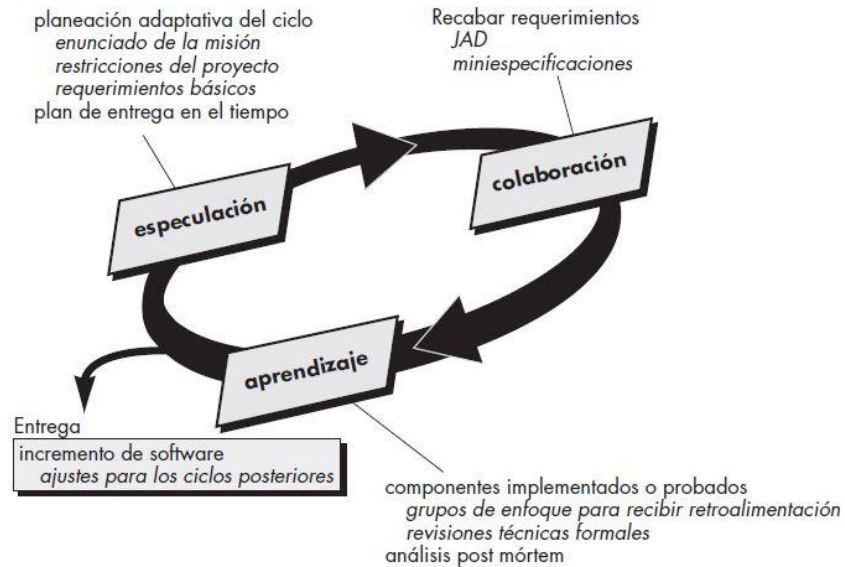 planeación adaptativa del ciclo
enunciado de la misión
restricciones del proyecto
requerimientos básicos
plan de entrega en el tiempo
Recabar requerimientos
JAD
miniespecificaciones
especulación
colaboración
aprendizaje
Entrega
incremento de software
ajustes para los ciclos posteriores
componentes implementados o probados
grupos de enfoque para recibir retroalimentación
revisiones técnicas formales
análisis post mórtem